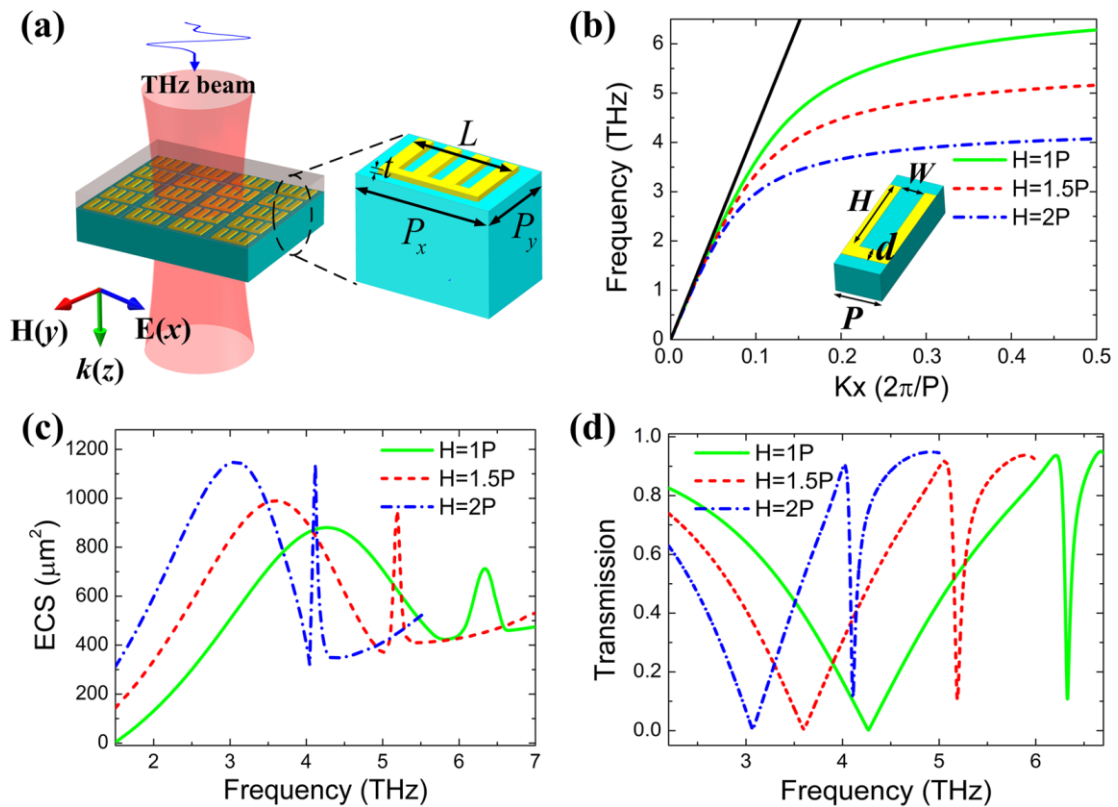 (a)
THz beam
L
t
P_x
P_y
H(y)
E(x)
k(z)
(b)
Frequency (THz)
6
5
4
3
2
1
0
H=1P
H=1.5P
H=2P
H
W
d
P
0.0 0.1 0.2 0.3 0.4 0.5
Kx (2π/P)
(c)
ECS (μm²)
1200
1000
800
600
400
200
0
H=1P
H=1.5P
H=2P
2 3 4 5 6 7
Frequency (THz)
(d)
Transmission
1.0
0.8
0.6
0.4
0.2
0.0
H=1P
H=1.5P
H=2P
3 4 5 6
Frequency (THz)